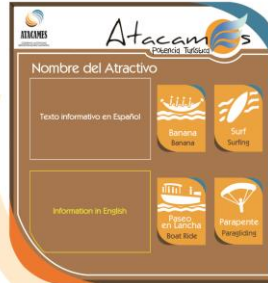 ATACAMES
Atacames
Potencia Turística
Nombre del Atractivo
Texto informativo en Español
Banana
Banana
Surf
Surfing
Information in English
Paseo
en Lancha
Boat Ride
Parapente
Paragliding